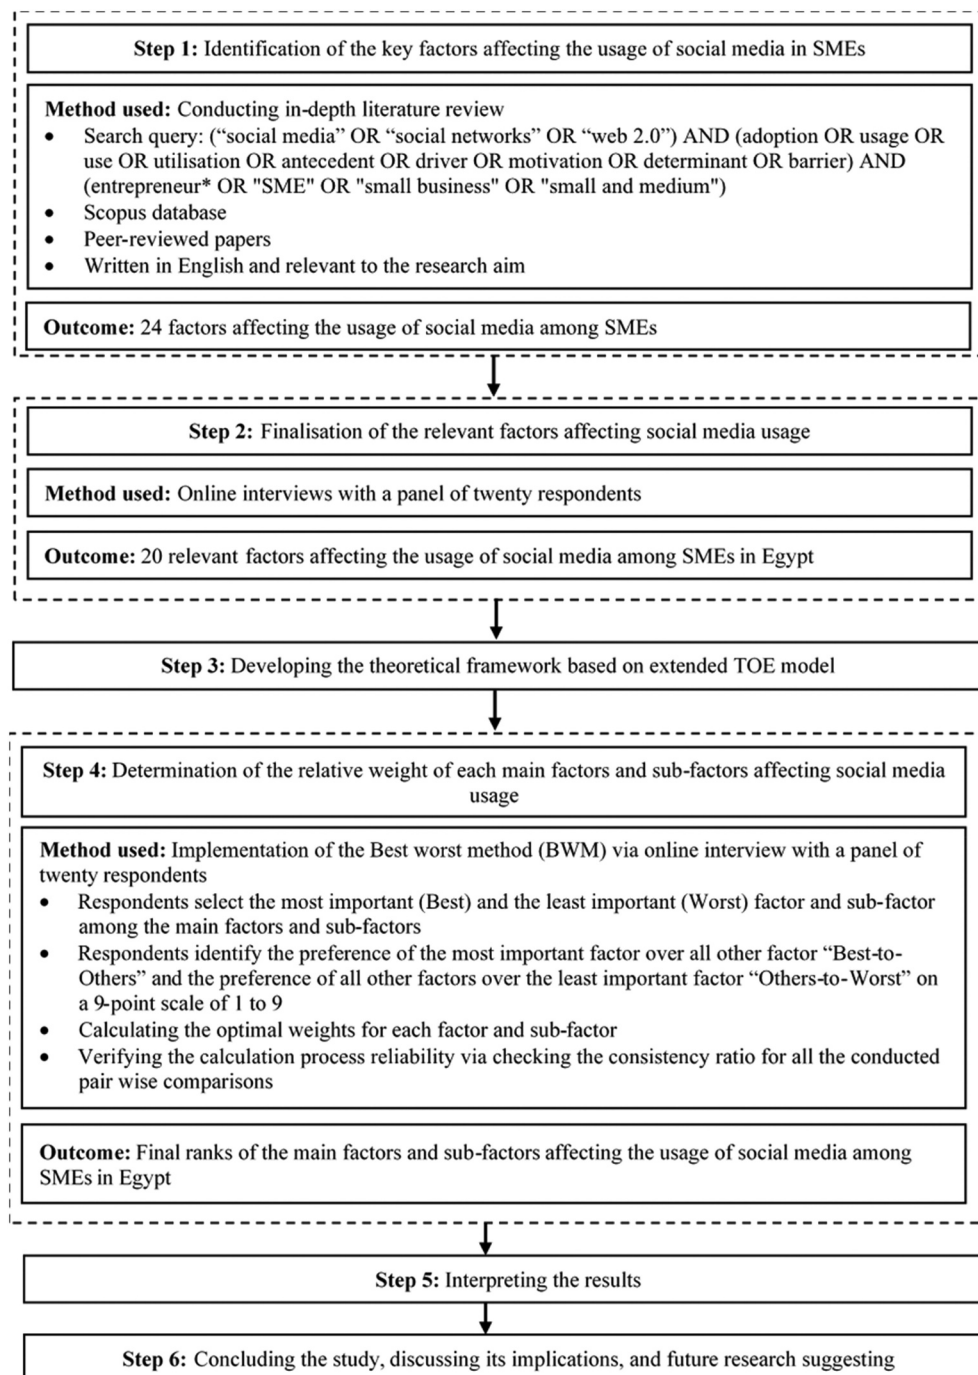 Step 1: Identification of the key factors affecting the usage of social media in SMEs
Method used: Conducting in-depth literature review
• Search query: (“social media” OR “social networks” OR “web 2.0”) AND (adoption OR usage OR
use OR utilisation OR antecedent OR driver OR motivation OR determinant OR barrier) AND
(entrepreneur* OR "SME" OR "small business" OR "small and medium")
• Scopus database
• Peer-reviewed papers
• Written in English and relevant to the research aim
Outcome: 24 factors affecting the usage of social media among SMEs
Step 2: Finalisation of the relevant factors affecting social media usage
Method used: Online interviews with a panel of twenty respondents
Outcome: 20 relevant factors affecting the usage of social media among SMEs in Egypt
Step 3: Developing the theoretical framework based on extended TOE model
Step 4: Determination of the relative weight of each main factors and sub-factors affecting social media
usage
Method used: Implementation of the Best worst method (BWM) via online interview with a panel of
twenty respondents
• Respondents select the most important (Best) and the least important (Worst) factor and sub-factor
among the main factors and sub-factors
• Respondents identify the preference of the most important factor over all other factor “Best-to-
Others” and the preference of all other factors over the least important factor “Others-to-Worst” on
a 9-point scale of 1 to 9
• Calculating the optimal weights for each factor and sub-factor
• Verifying the calculation process reliability via checking the consistency ratio for all the conducted
pair wise comparisons
Outcome: Final ranks of the main factors and sub-factors affecting the usage of social media among
SMEs in Egypt
Step 5: Interpreting the results
Step 6: Concluding the study, discussing its implications, and future research suggesting